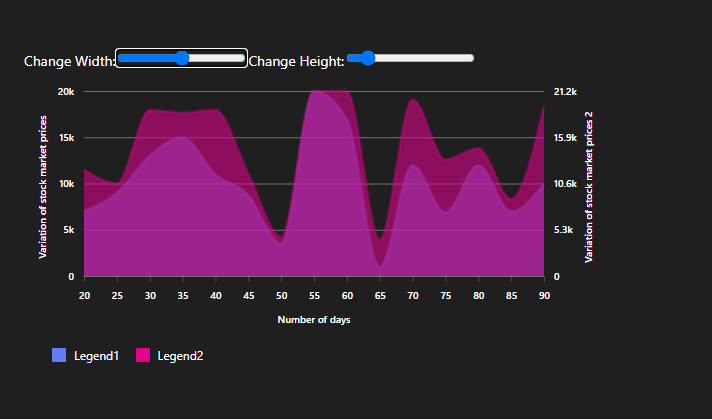 Change Width: Change Height:
20k 21.2k
15k 15.9k
10k 10.6k
5k 5.3k
0 0
Variation of stock market prices
Variation of stock market prices 2
20 25 30 35 40 45 50 55 60 65 70 75 80 85 90
Number of days
Legend1 Legend2